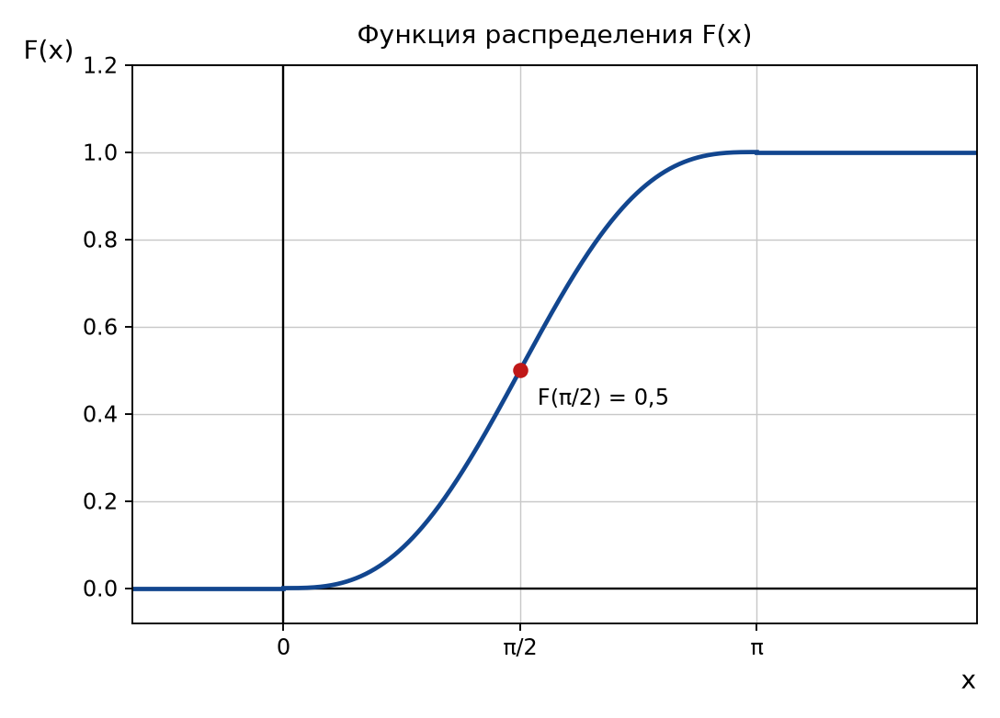 Функция распределения F(x)
F(x)
1.2
1.0
0.8
0.6
0.4
0.2
0.0
F(π/2) = 0,5
0
π/2
π
x